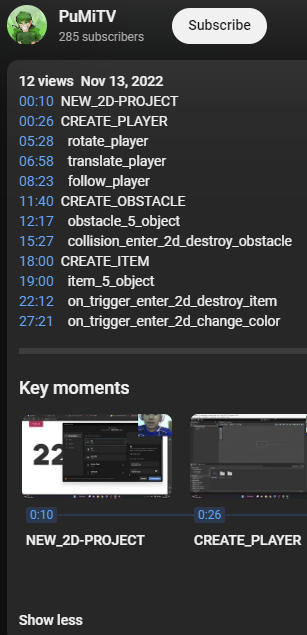 PuMiTV
285 subscribers
Subscribe
12 views  Nov 13, 2022
00:10 NEW_2D-PROJECT
00:26 CREATE_PLAYER
05:28 rotate_player
06:58 translate_player
08:23 follow_player
11:40 CREATE_OBSTACLE
12:17 obstacle_5_object
15:27 collision_enter_2d_destroy_obstacle
18:00 CREATE_ITEM
19:00 item_5_object
22:12 on_trigger_enter_2d_destroy_item
27:21 on_trigger_enter_2d_change_color
Key moments
22
0:10
0:26
NEW_2D-PROJECT
CREATE_PLAYER
Show less